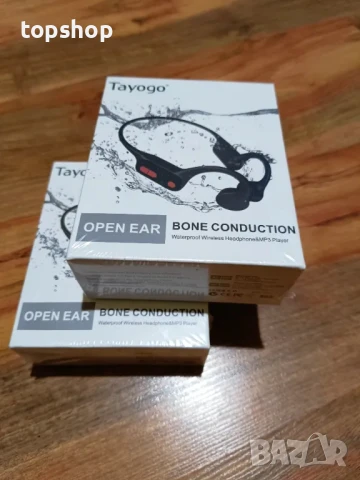 topshop
Tayogo®
OPEN EAR
BONE CONDUCTION
Waterproof Wireless Headphone&MP3 Player
BONE CONDUCTION
OPEN EAR
BONE CONDUCTION
Waterproof Wireless Headphone&MP3 Player
BAZAR